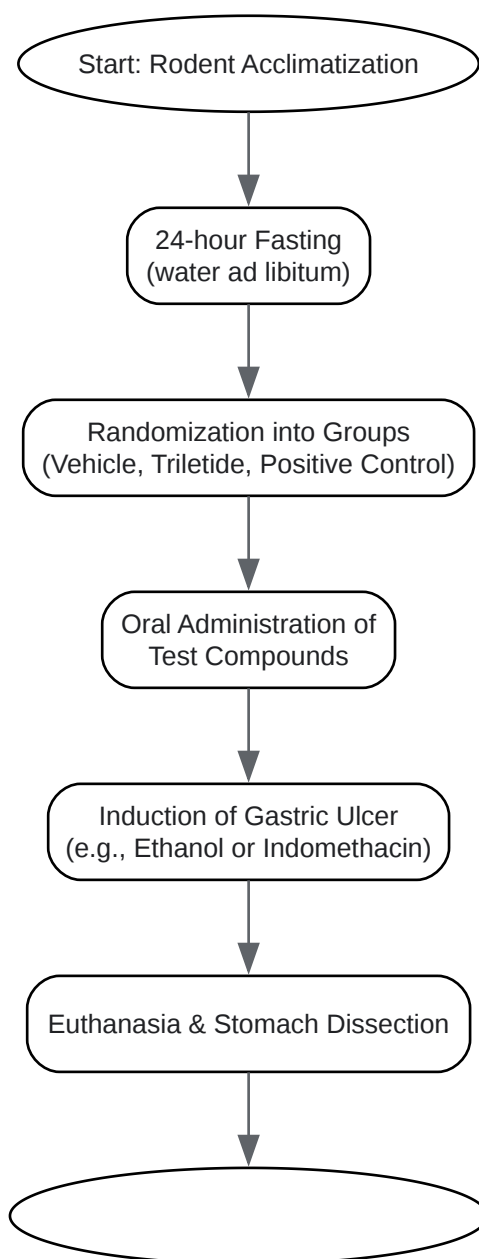 Start: Rodent Acclimatization
24-hour Fasting
(water ad libitum)
Randomization into Groups
(Vehicle, Triletide, Positive Control)
Oral Administration of
Test Compounds
Induction of Gastric Ulcer
(e.g., Ethanol or Indomethacin)
Euthanasia & Stomach Dissection